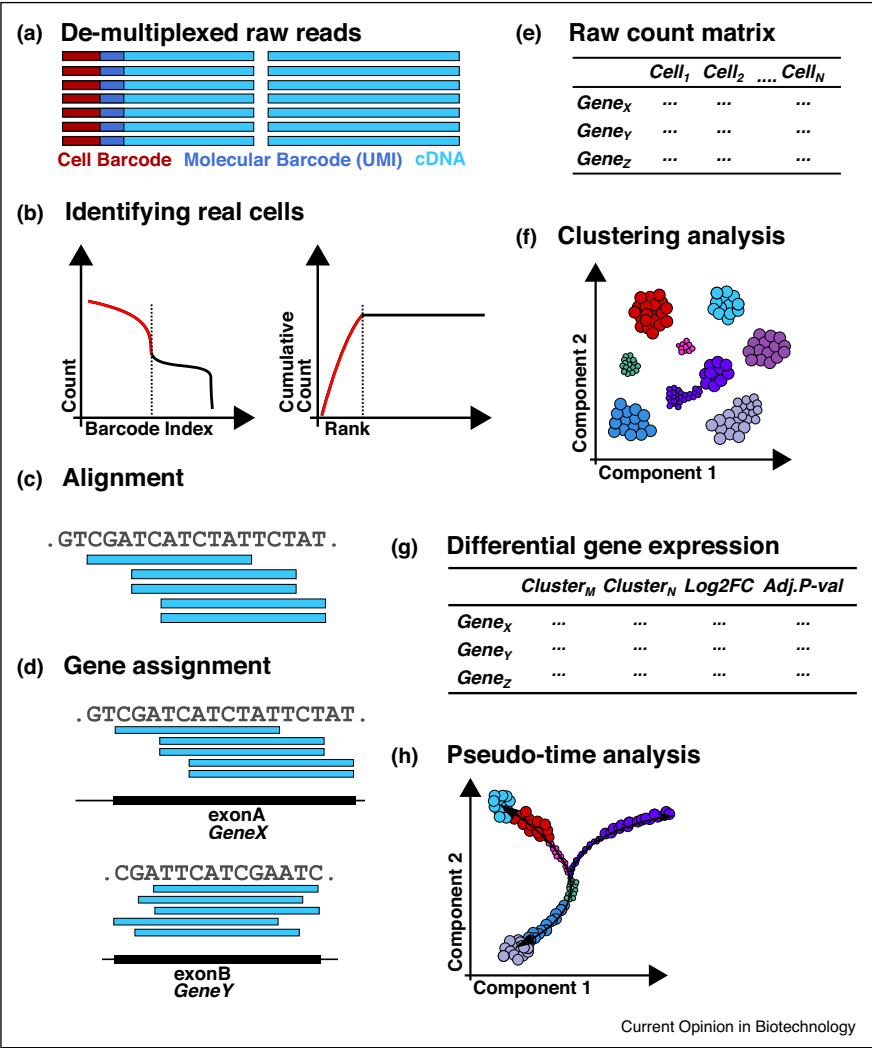 (a) De-multiplexed raw reads
Cell Barcode Molecular Barcode (UMI) cDNA
(b) Identifying real cells
Count
Barcode Index
Cumulative
Count
Rank
(c) Alignment
.GTCGATCATCTATTCTAT.
(d) Gene assignment
.GTCGATCATCTATTCTAT.
exonA
GeneX
.CGATTCATCGAATC.
exonB
GeneY
(e) Raw count matrix
Cell1 Cell2 .... CellN
GeneX ... ... ...
GeneY ... ... ...
GeneZ ... ... ...
(f) Clustering analysis
Component 2
Component 1
(g) Differential gene expression
ClusterM ClusterN Log2FC Adj.P-val
GeneX ... ... ... ...
GeneY ... ... ... ...
GeneZ ... ... ... ...
(h) Pseudo-time analysis
Component 2
Component 1
Current Opinion in Biotechnology